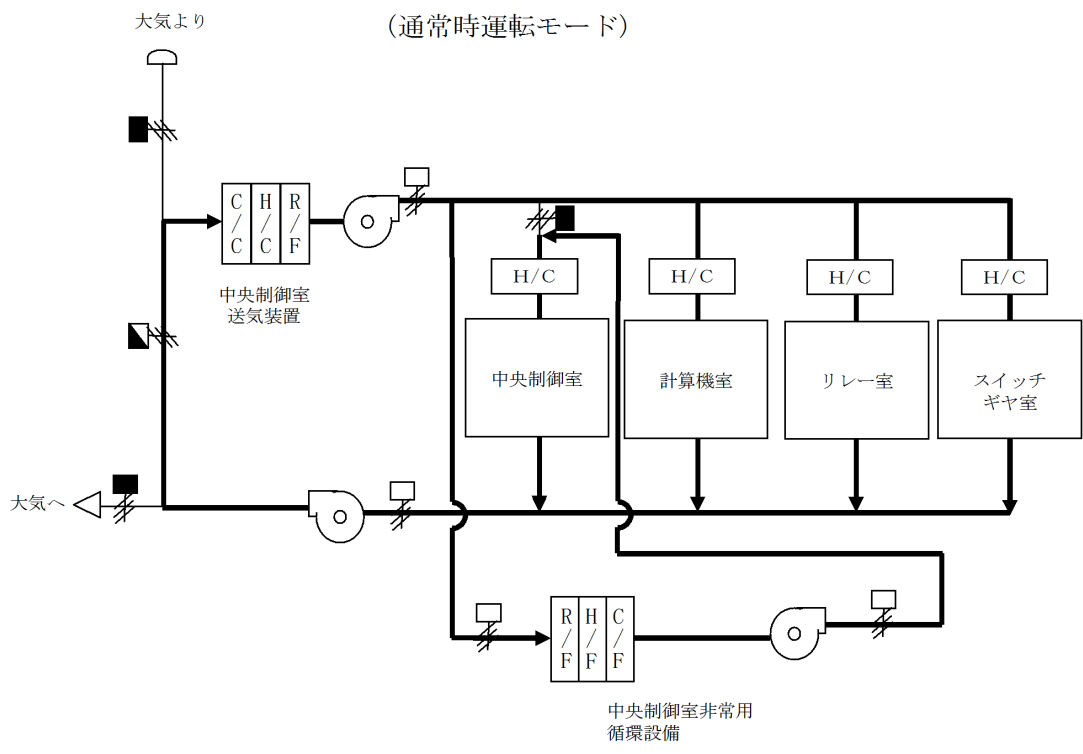 大気より
（通常時運転モード）
C/C
H/C
R/F
中央制御室
送気装置
H/C
H/C
H/C
H/C
中央制御室
計算機室
リレー室
スイッチ
ギヤ室
大気へ
R/F
H/F
C/F
中央制御室非常用
循環設備